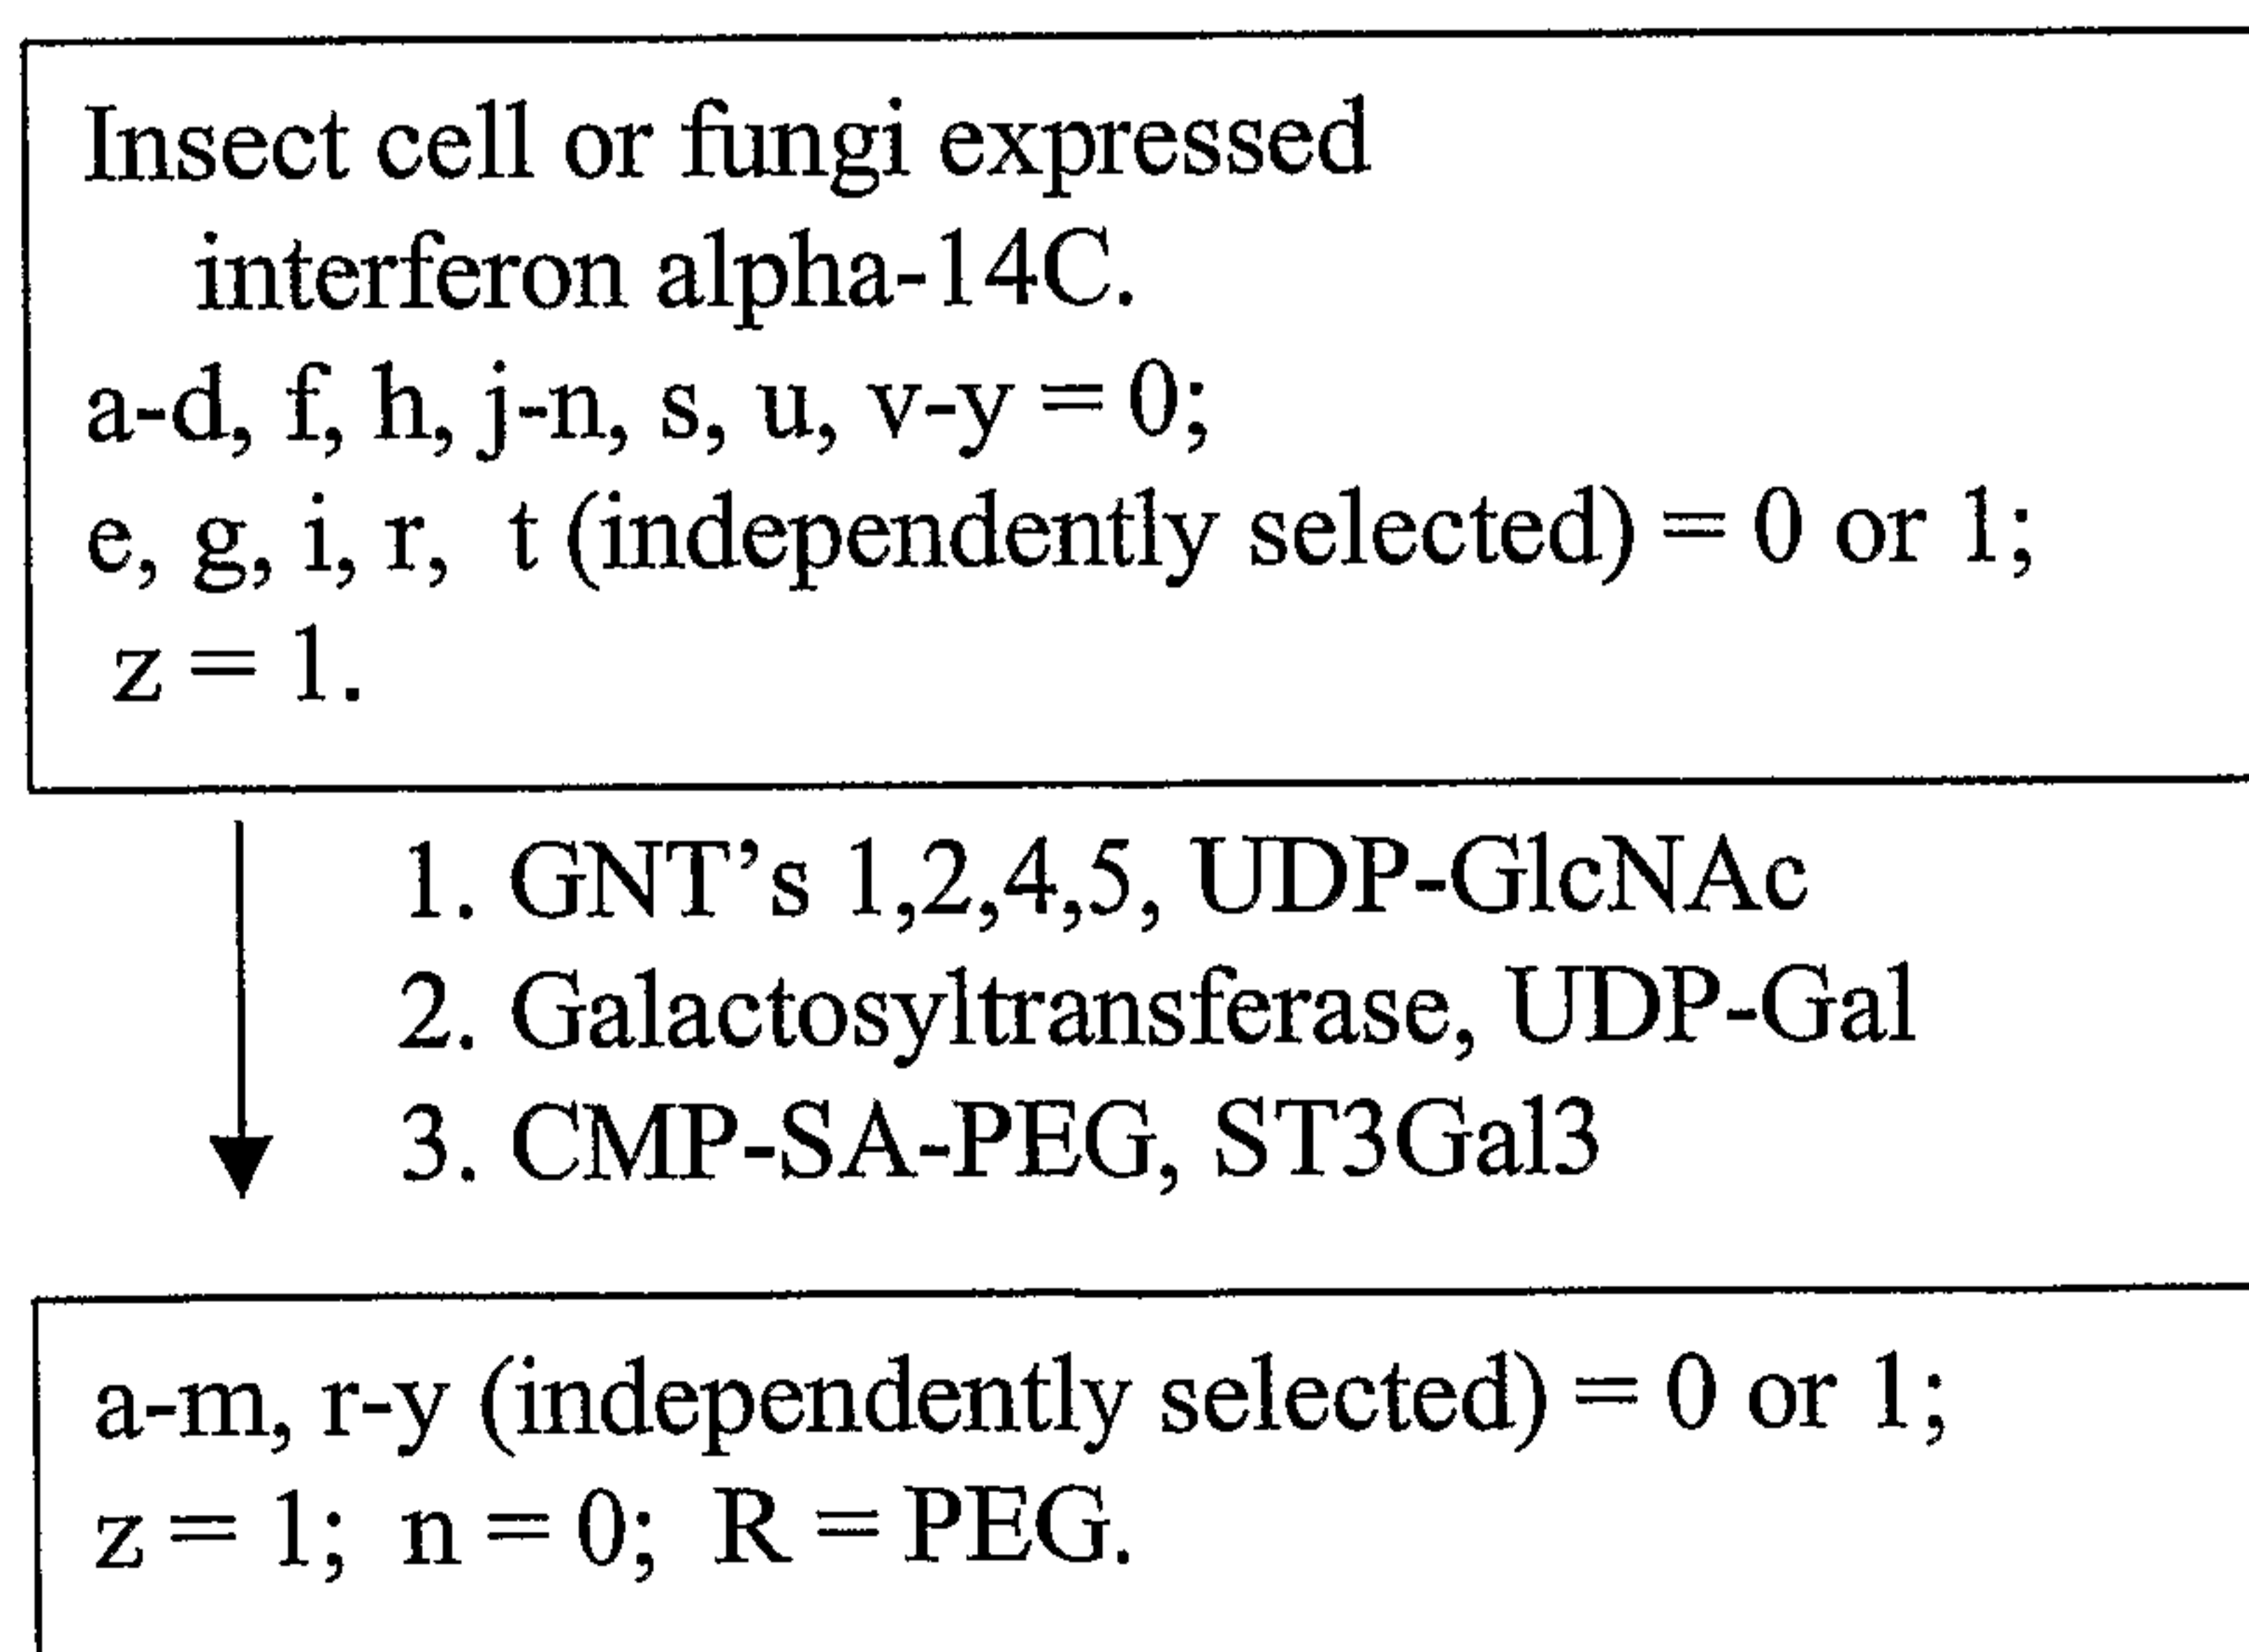 Insect cell or fungi expressed
interferon alpha-14C.
a-d, f, h, j-n, s, u, v-y = 0;
e, g, i, r, t (independently selected) = 0 or 1;
z = 1.
1. GNT's 1,2,4,5, UDP-GlcNAc
2. Galactosyltransferase, UDP-Gal
3. CMP-SA-PEG, ST3Gal3
a-m, r-y (independently selected) = 0 or 1;
z = 1; n = 0; R = PEG.